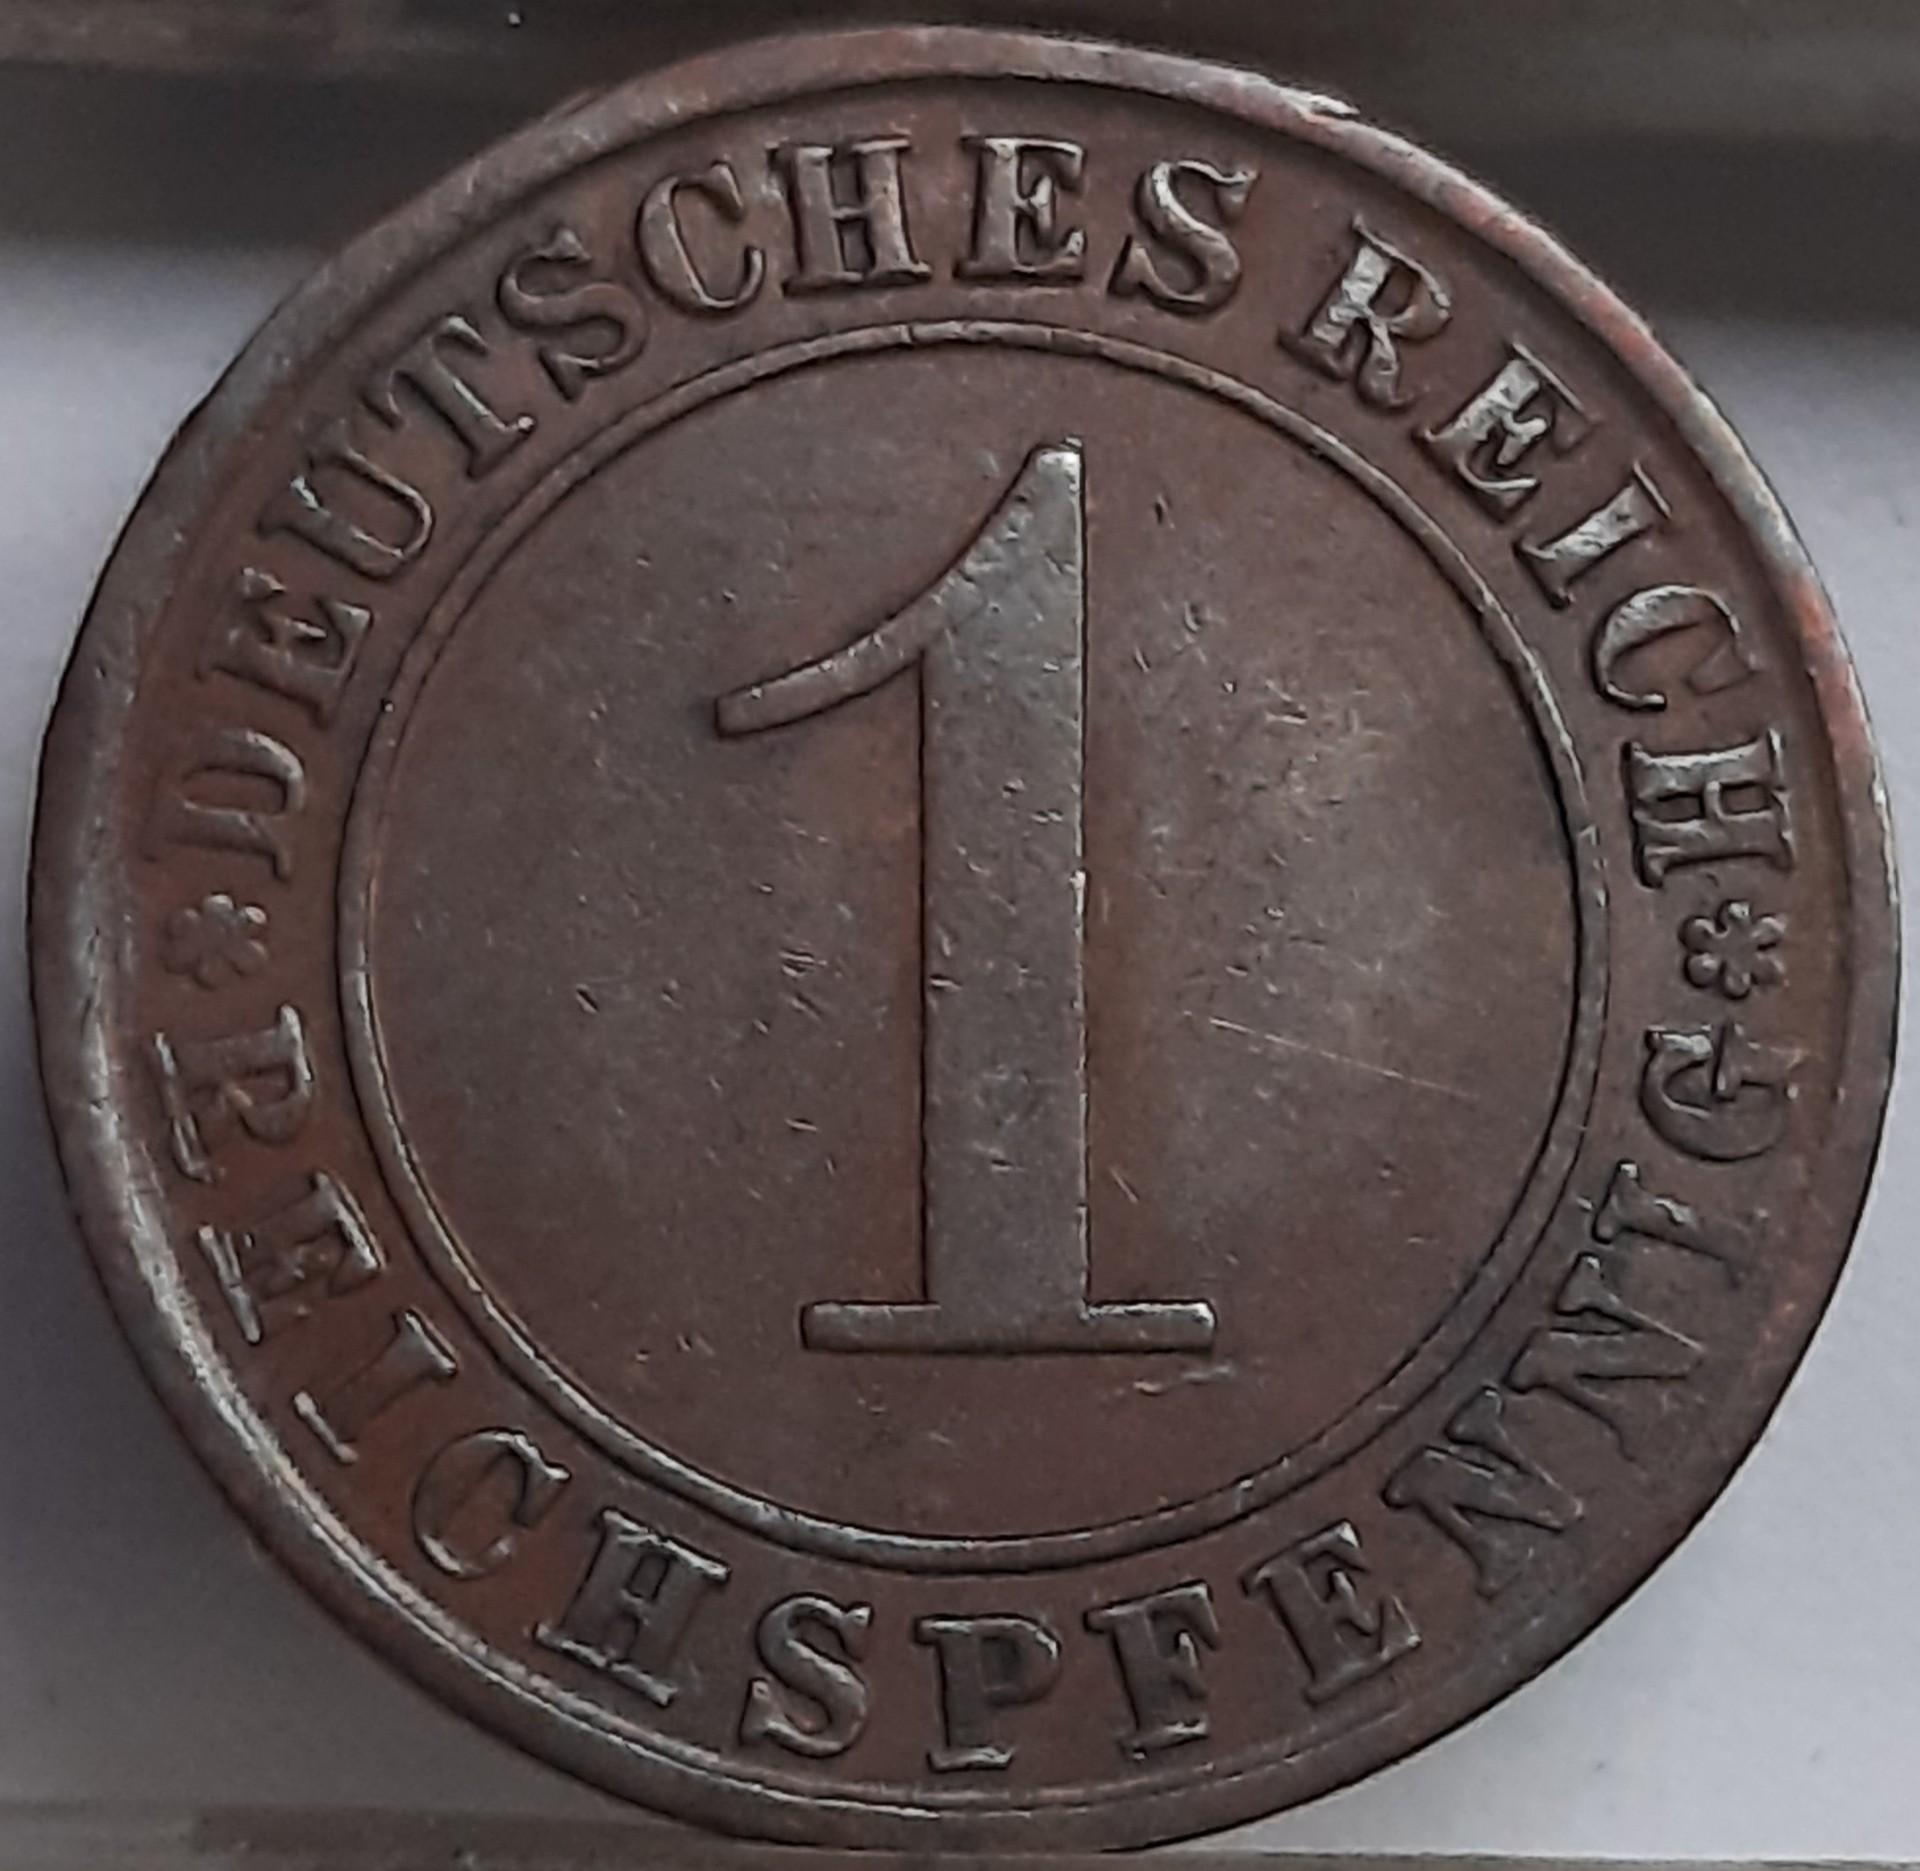 DEUTSCHES REICH
1
REICHSPFENNIG